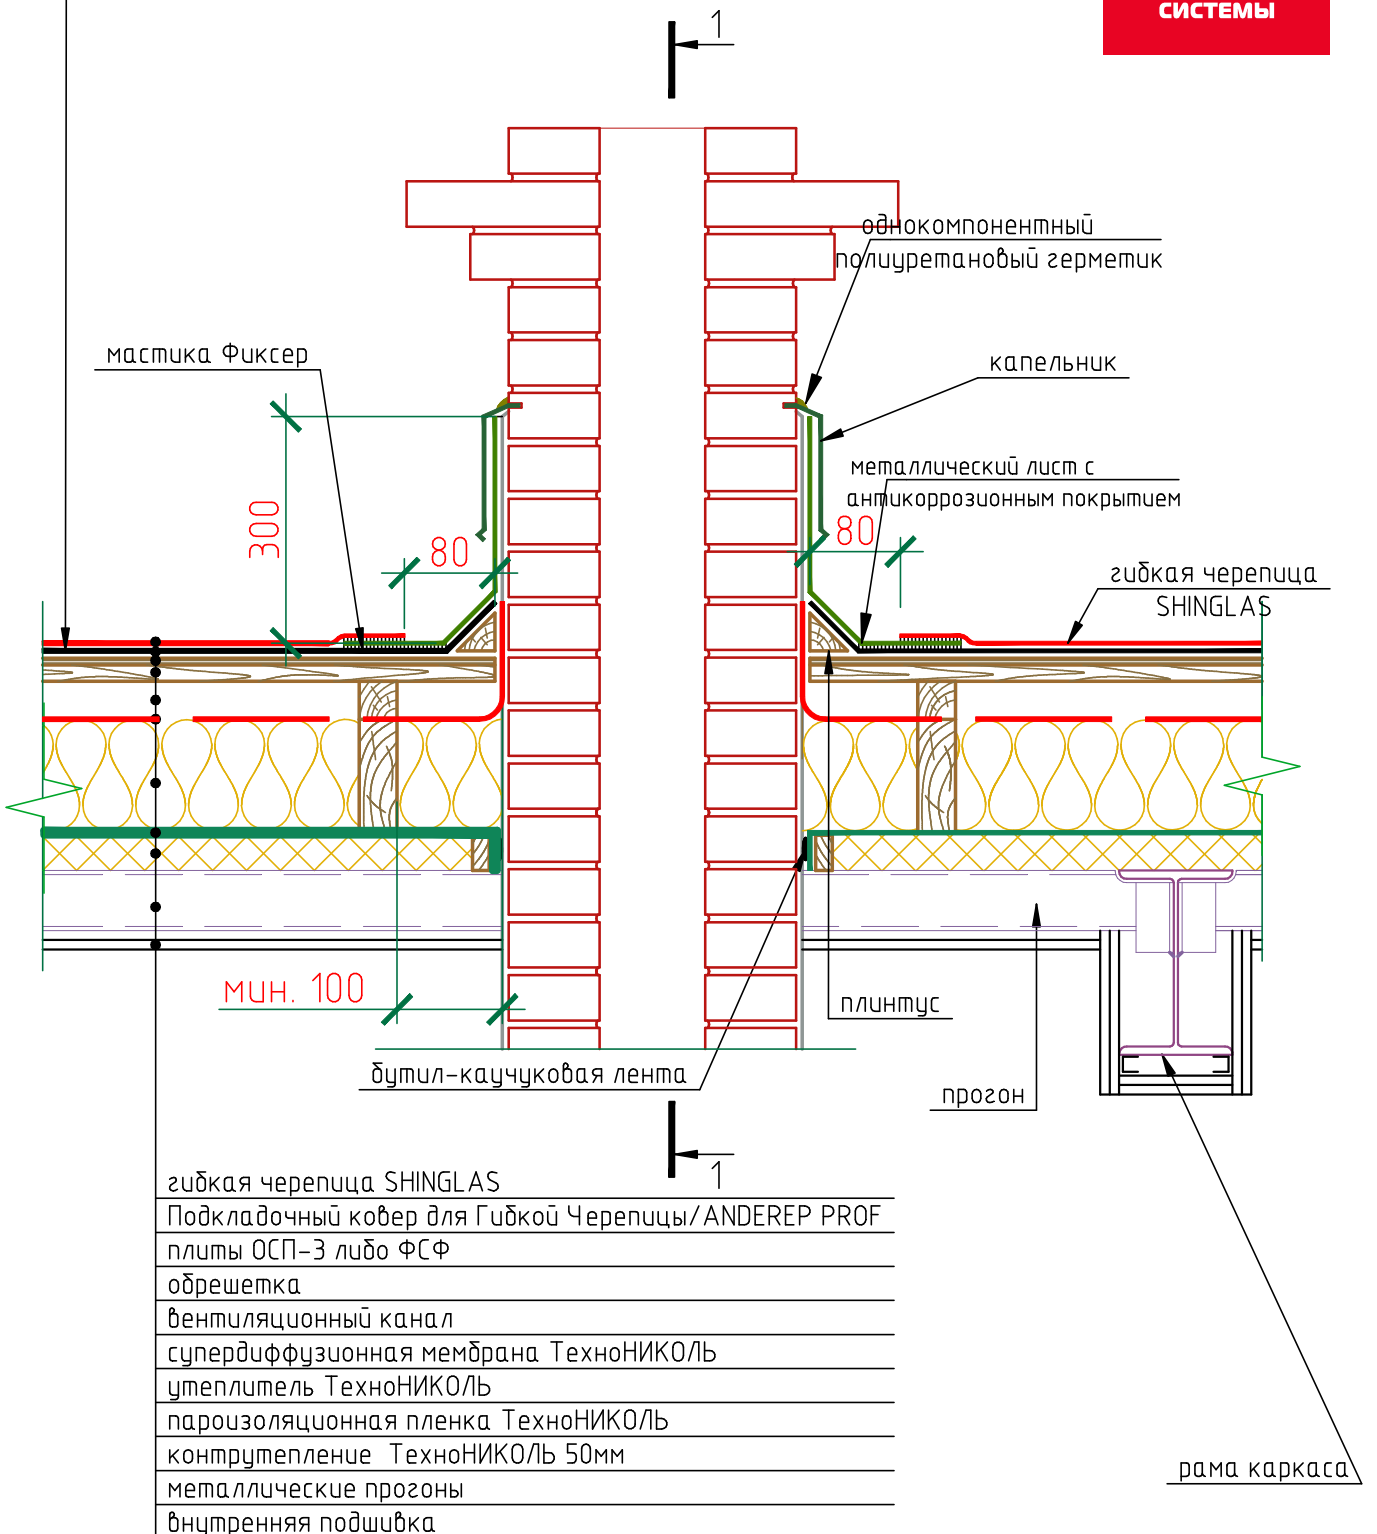 СИСТЕМЫ
1
однокомпонентный
полиуретановый герметик
мастика Фиксер
капельник
металлический лист с
антикоррозионным покрытием
300
80
80
гибкая черепица
SHINGLAS
мин. 100
плинтус
бутил-каучуковая лента
прогон
1
гибкая черепица SHINGLAS
Подкладочный ковер для Гибкой Черепицы/ANDEREP PROF
плиты ОСП-3 либо ФСФ
обрешетка
вентиляционный канал
супердиффузионная мембрана ТехноНИКОЛЬ
утеплитель ТехноНИКОЛЬ
пароизоляционная пленка ТехноНИКОЛЬ
контрутепление ТехноНИКОЛЬ 50мм
рама каркаса
металлические прогоны
внутренняя подшивка